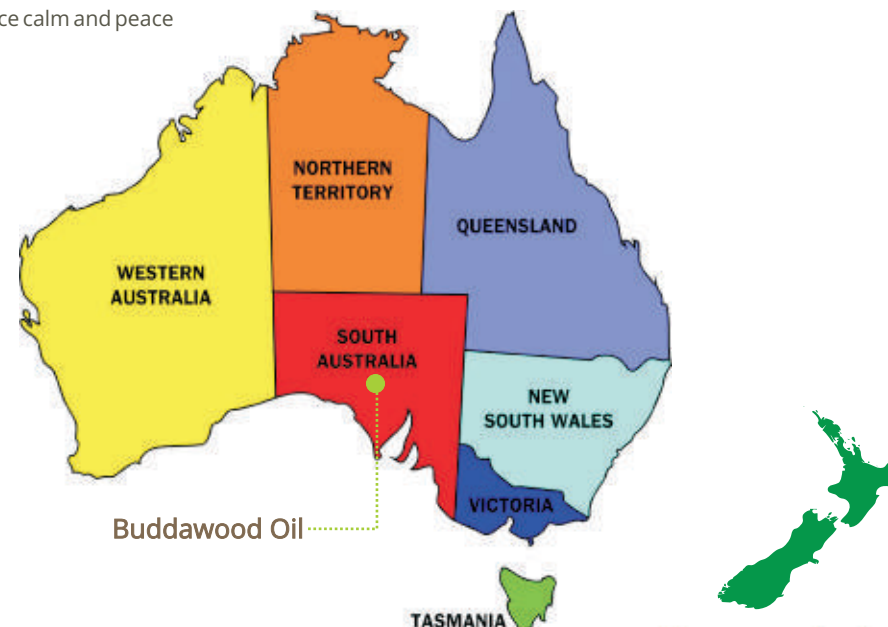 ce calm and peace
NORTHERN
TERRITORY
QUEENSLAND
WESTERN
AUSTRALIA
SOUTH
AUSTRALIA
NEW
SOUTH WALES
VICTORIA
Buddawood Oil
TASMANIA